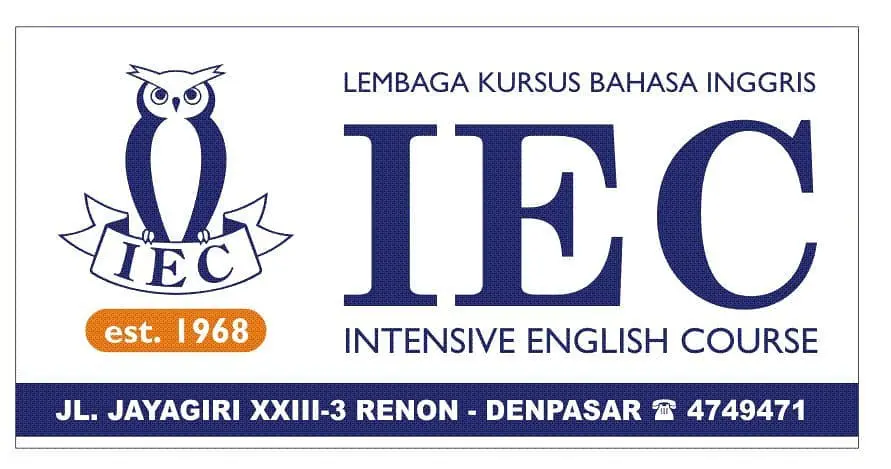 LEMBAGA KURSUS BAHASA INGGRIS
IEC
INTENSIVE ENGLISH COURSE
IEC
est. 1968
JL. JAYAGIRI XXIII-3 RENON - DENPASAR ☎ 4749471